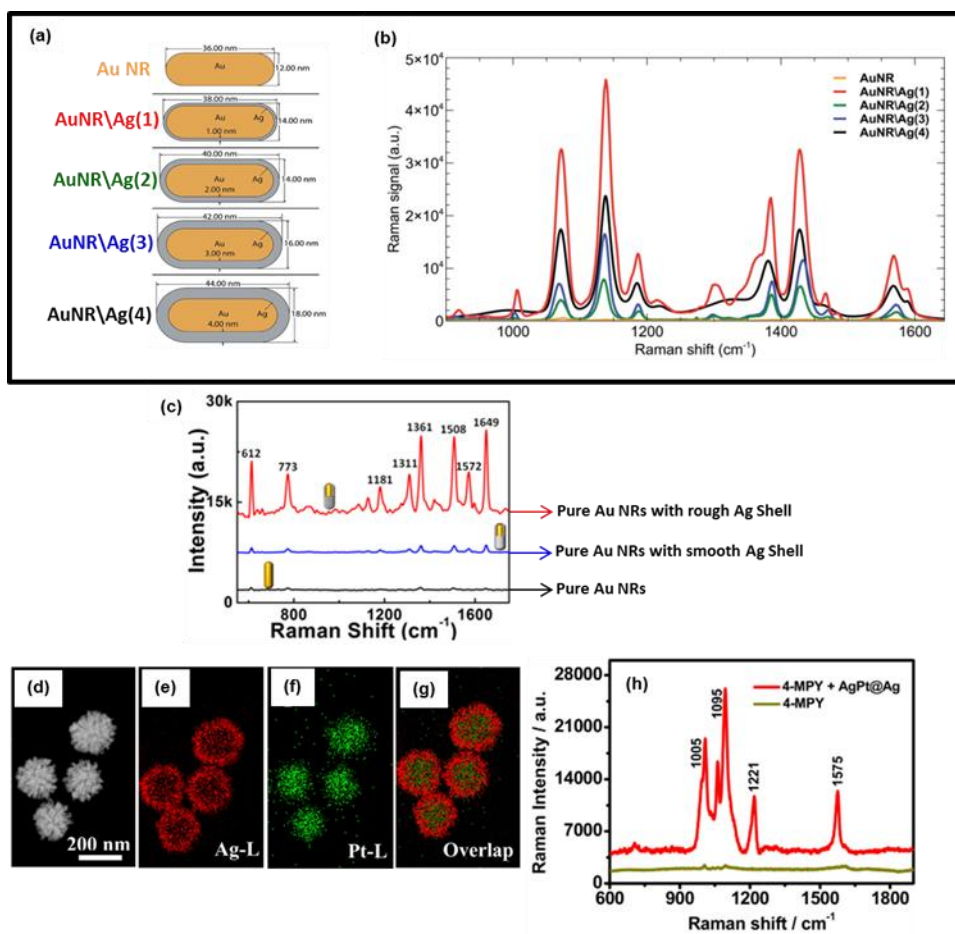 (a)
36.00 nm
Au NR
Au
12.00 nm
38.00 nm
AuNR\Ag(1)
Au
Ag
14.00 nm
1.00 nm
40.00 nm
AuNR\Ag(2)
Au
Ag
14.00 nm
2.00 nm
42.00 nm
AuNR\Ag(3)
Au
Ag
16.00 nm
3.00 nm
44.00 nm
AuNR\Ag(4)
Au
Ag
18.00 nm
4.00 nm
(b)
5×10⁴
4×10⁴
3×10⁴
2×10⁴
10⁴
0
Raman signal (a.u.)
AuNR
AuNR\Ag(1)
AuNR\Ag(2)
AuNR\Ag(3)
AuNR\Ag(4)
1000 1200 1400 1600
Raman shift (cm⁻¹)
(c)
30k
15k
0
Intensity (a.u.)
612
773
1181
1311
1361
1508
1572
1649
Pure Au NRs with rough Ag Shell
Pure Au NRs with smooth Ag Shell
Pure Au NRs
800 1200 1600
Raman Shift (cm⁻¹)
(d)
200 nm
(e)
Ag-L
(f)
Pt-L
(g)
Overlap
(h)
28000
21000
14000
7000
0
Raman Intensity / a.u.
4-MPY + AgPt@Ag
4-MPY
1005
1095
1221
1575
600 900 1200 1500 1800
Raman shift / cm⁻¹